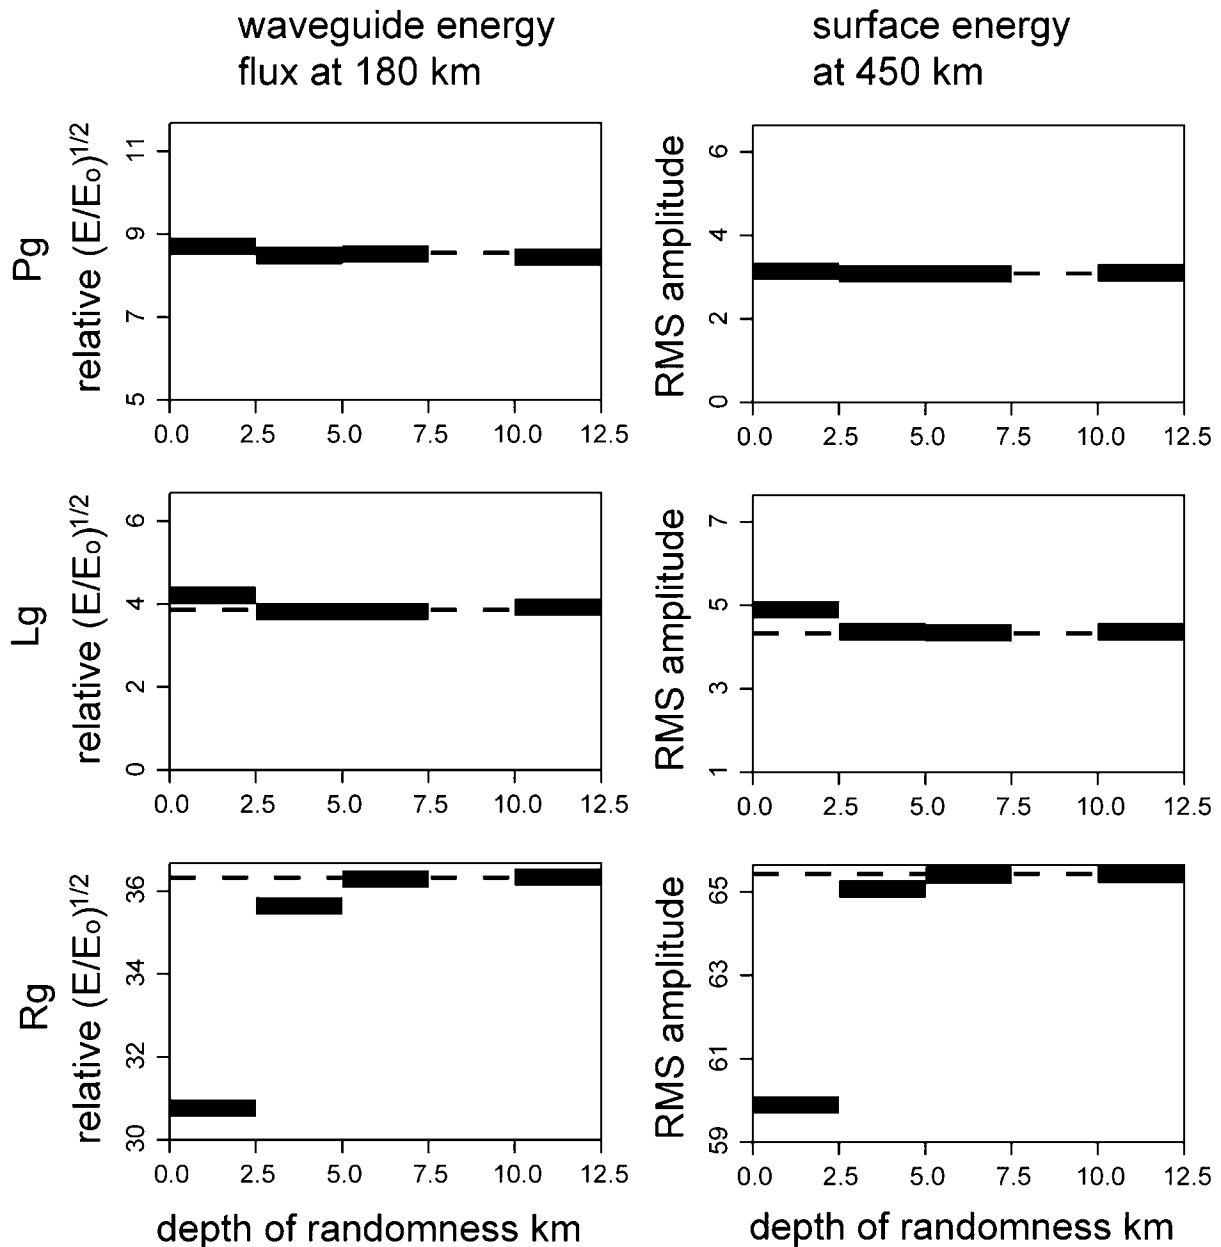 waveguide energy
flux at 180 km
surface energy
at 450 km
Pg
relative (E/Eo)1/2
11
9
7
5
0.0 2.5 5.0 7.5 10.0 12.5
RMS amplitude
6
4
2
0
0.0 2.5 5.0 7.5 10.0 12.5
Lg
relative (E/Eo)1/2
6
4
2
0
0.0 2.5 5.0 7.5 10.0 12.5
RMS amplitude
7
5
3
1
0.0 2.5 5.0 7.5 10.0 12.5
Rg
relative (E/Eo)1/2
36
34
32
30
0.0 2.5 5.0 7.5 10.0 12.5
depth of randomness km
RMS amplitude
65
63
61
59
0.0 2.5 5.0 7.5 10.0 12.5
depth of randomness km